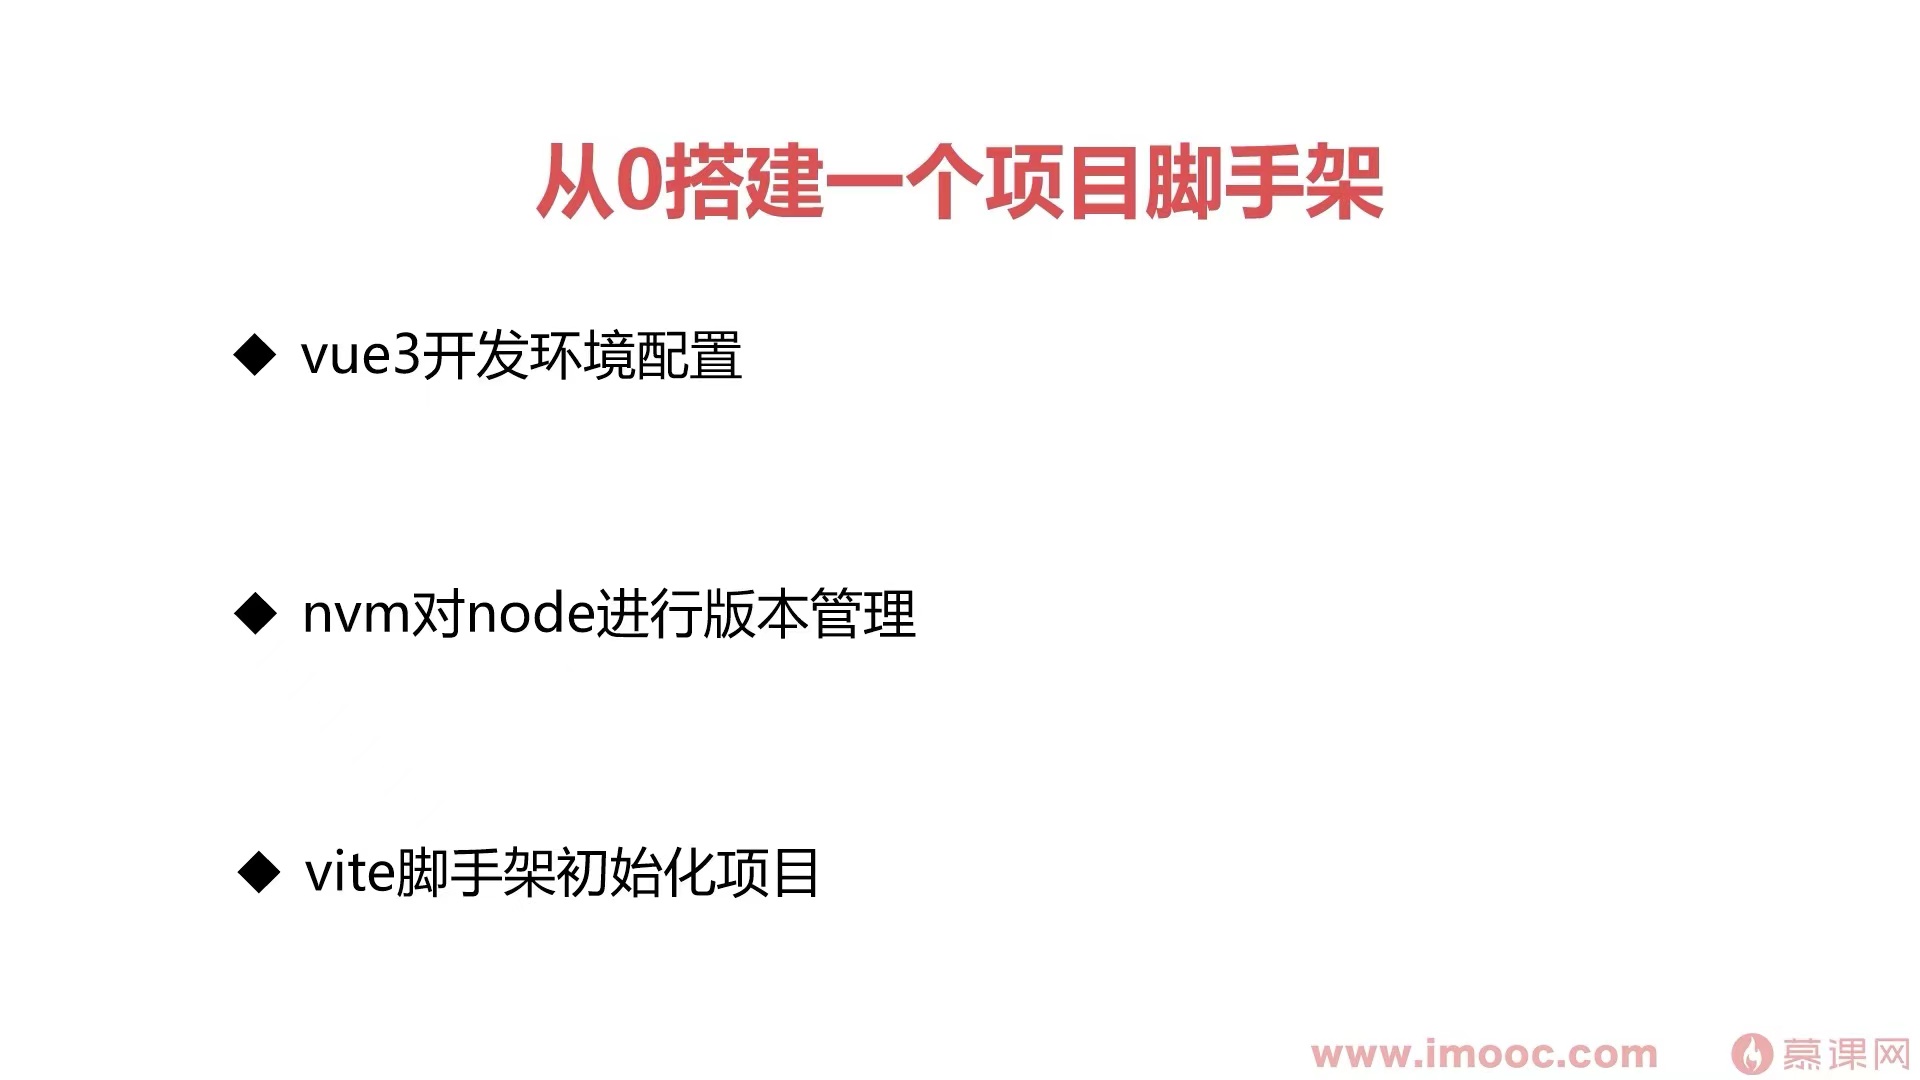 从0搭建一个项目脚手架
◆ vue3开发环境配置
◆ nvm对node进行版本管理
◆ vite脚手架初始化项目
www.imooc.com 慕课网